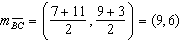 m_{\overline{BC}} = \left( \frac{7+11}{2}, \frac{9+3}{2} \right) = (9, 6)